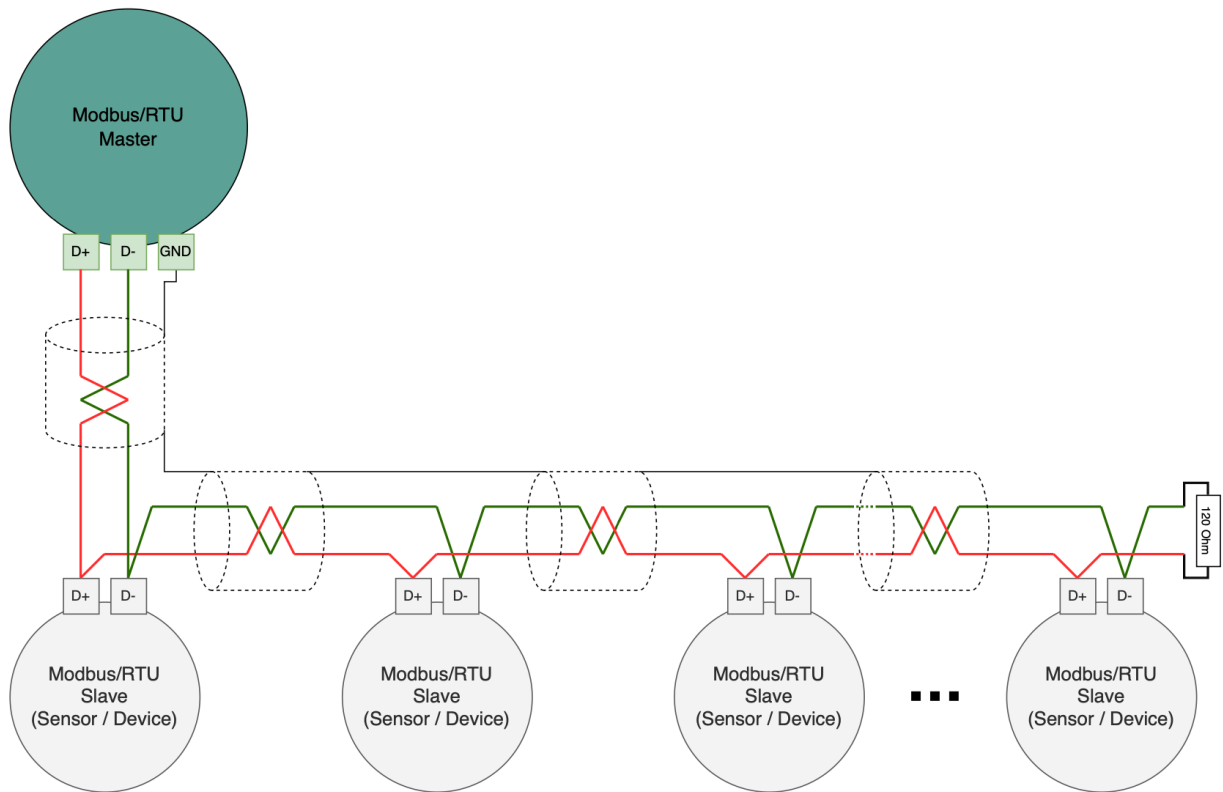 Modbus/RTU
Master
D+
D-
GND
120 Ohm
D+
D-
D+
D-
D+
D-
D+
D-
Modbus/RTU
Slave
(Sensor / Device)
Modbus/RTU
Slave
(Sensor / Device)
Modbus/RTU
Slave
(Sensor / Device)
Modbus/RTU
Slave
(Sensor / Device)